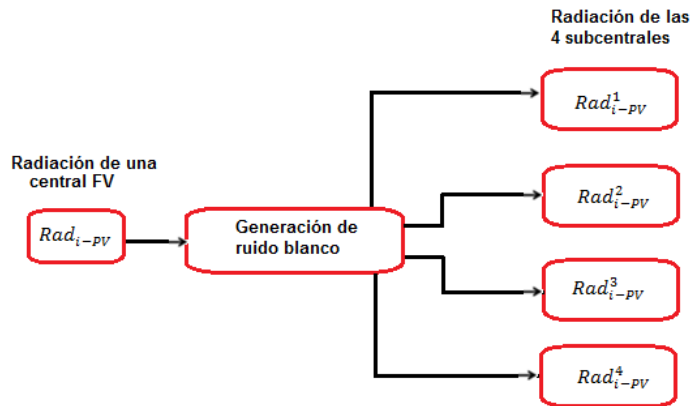 Radiación de las
4 subcentrales
Rad¹ᵢ₋PV
Radiación de una
central FV
Radᵢ₋PV
Generación de
ruido blanco
Rad²ᵢ₋PV
Rad³ᵢ₋PV
Rad⁴ᵢ₋PV